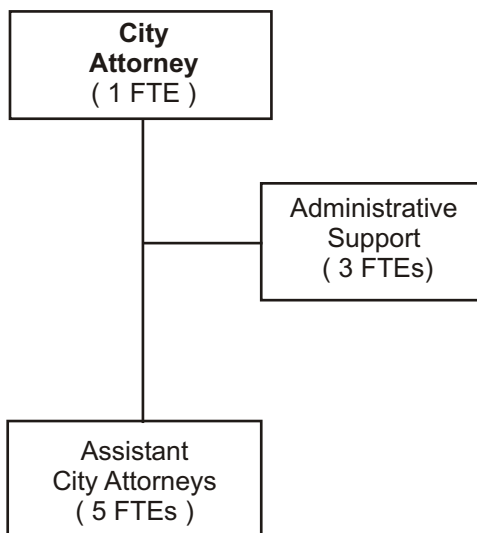 City
Attorney
( 1 FTE )
Administrative
Support
( 3 FTEs)
Assistant
City Attorneys
( 5 FTEs )